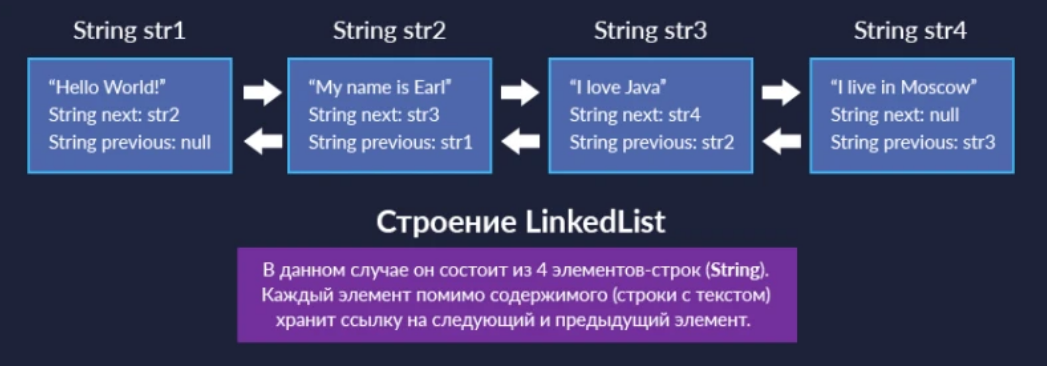 String str1
String str2
String str3
String str4
“Hello World!”
String next: str2
String previous: null
“My name is Earl”
String next: str3
String previous: str1
“I love Java”
String next: str4
String previous: str2
“I live in Moscow”
String next: null
String previous: str3
Строение LinkedList
В данном случае он состоит из 4 элементов-строк (String).
Каждый элемент помимо содержимого (строки с текстом)
хранит ссылку на следующий и предыдущий элемент.